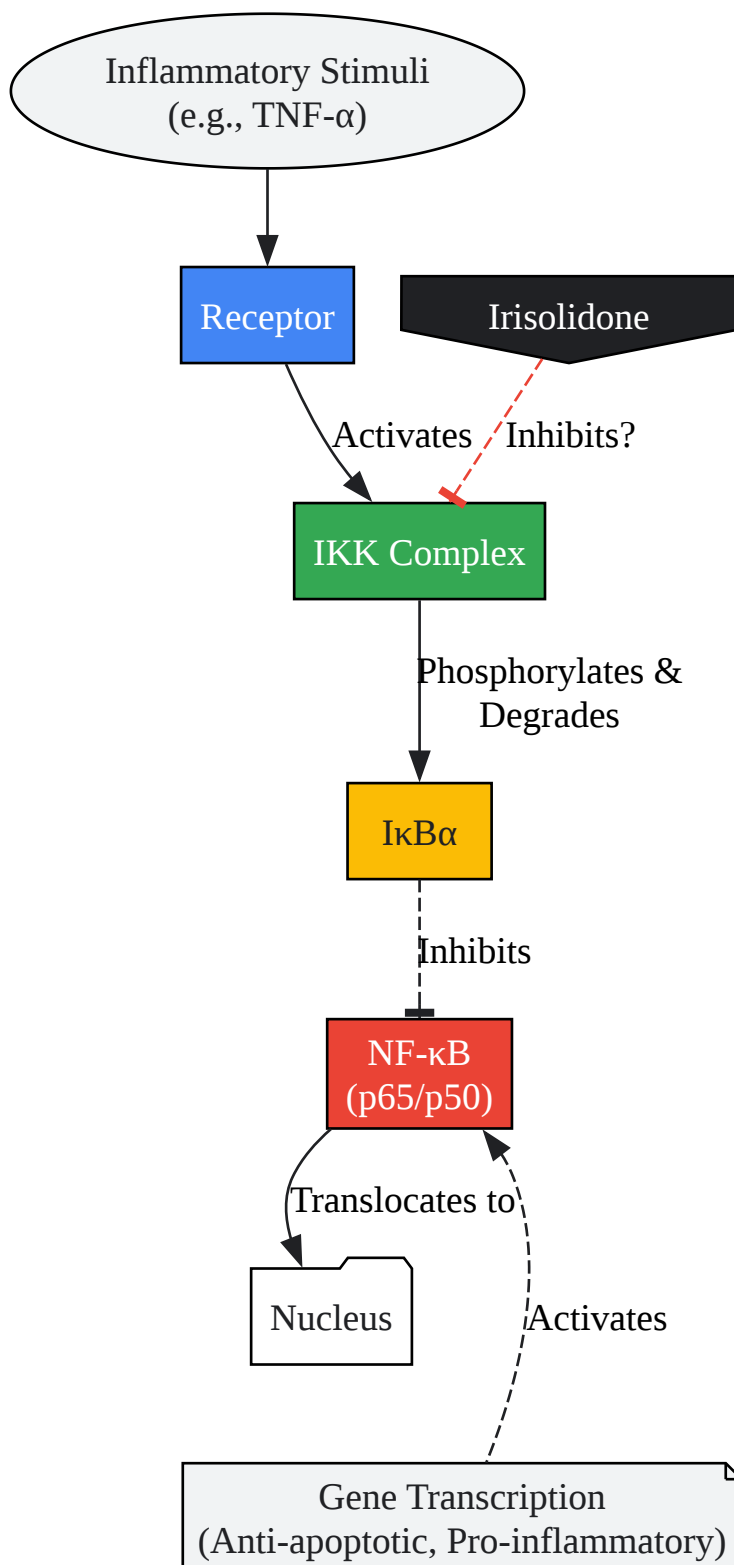 Inflammatory Stimuli
(e.g., TNF-α)
Receptor
Irisolidone
Activates
Inhibits?
IKK Complex
Phosphorylates &
Degrades
IκBα
Inhibits
NF-κB
(p65/p50)
Translocates to
Nucleus
Activates
Gene Transcription
(Anti-apoptotic, Pro-inflammatory)